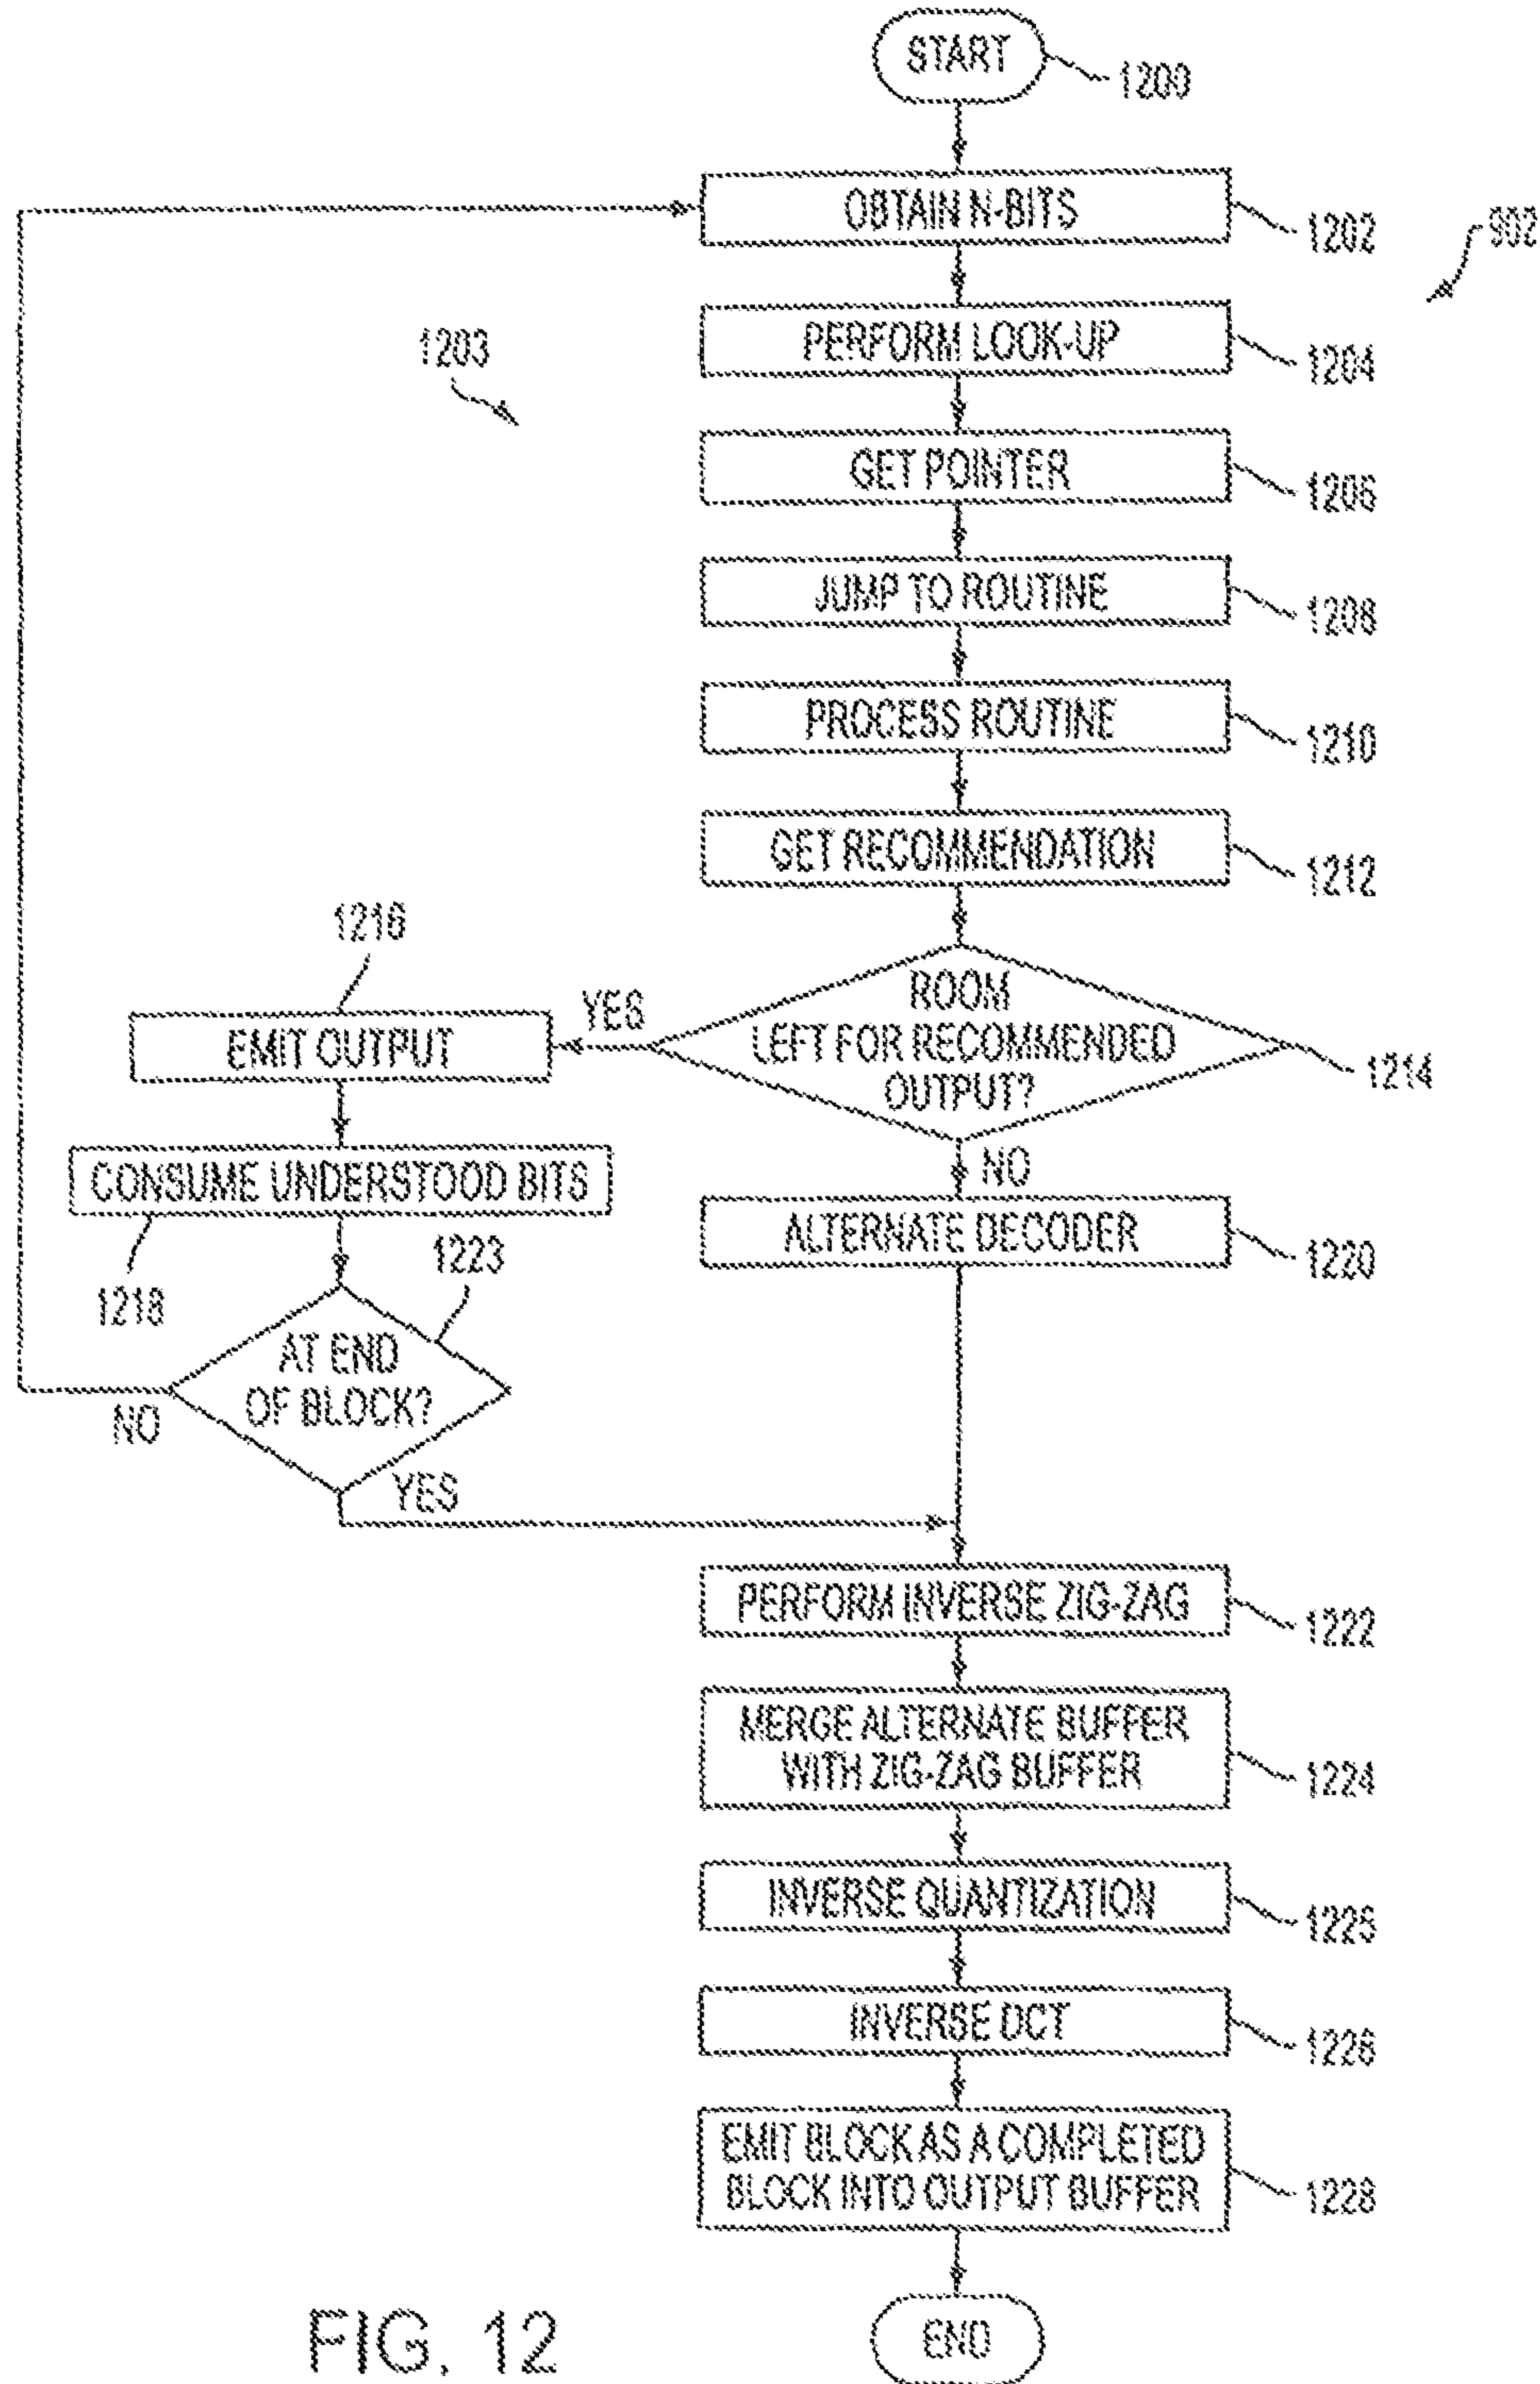 START
1200
OBTAIN N-BITS
1202
902
PERFORM LOOK-UP
1204
1203
GET POINTER
1206
JUMP TO ROUTINE
1208
PROCESS ROUTINE
1210
GET RECOMMENDATION
1212
1216
ROOM
LEFT FOR RECOMMENDED
OUTPUT?
YES
1214
EMIT OUTPUT
NO
CONSUME UNDERSTOOD BITS
ALTERNATE DECODER
1220
1223
1218
AT END
OF BLOCK?
NO
YES
PERFORM INVERSE ZIG-ZAG
1222
MERGE ALTERNATE BUFFER
WITH ZIG-ZAG BUFFER
1224
INVERSE QUANTIZATION
1225
INVERSE DCT
1226
EMIT BLOCK AS A COMPLETED
BLOCK INTO OUTPUT BUFFER
1228
FIG. 12
END